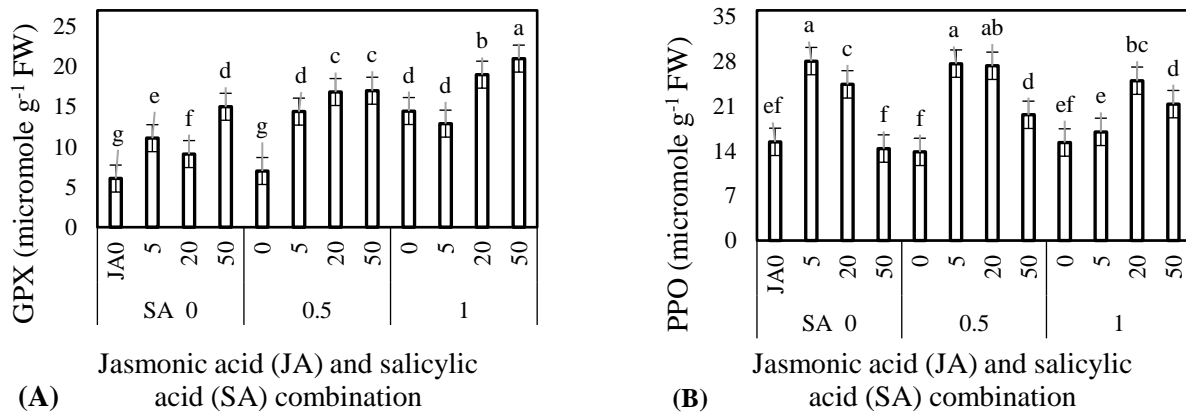 GPX (micromole g-1 FW)
25
20
15
10
5
0
g
e
f
d
g
d
c
c
d
d
b
a
JA0
5
20
50
0
5
20
50
0
5
20
50
SA 0
0.5
1
Jasmonic acid (JA) and salicylic
acid (SA) combination
(A)
PPO (micromole g-1 FW)
35
28
21
14
7
0
ef
a
c
f
f
a
ab
d
ef
e
bc
d
JA0
5
20
50
0
5
20
50
0
5
20
50
SA 0
0.5
1
Jasmonic acid (JA) and salicylic
acid (SA) combination
(B)